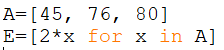 A=[45, 76, 80]
E=[2*x for x in A]